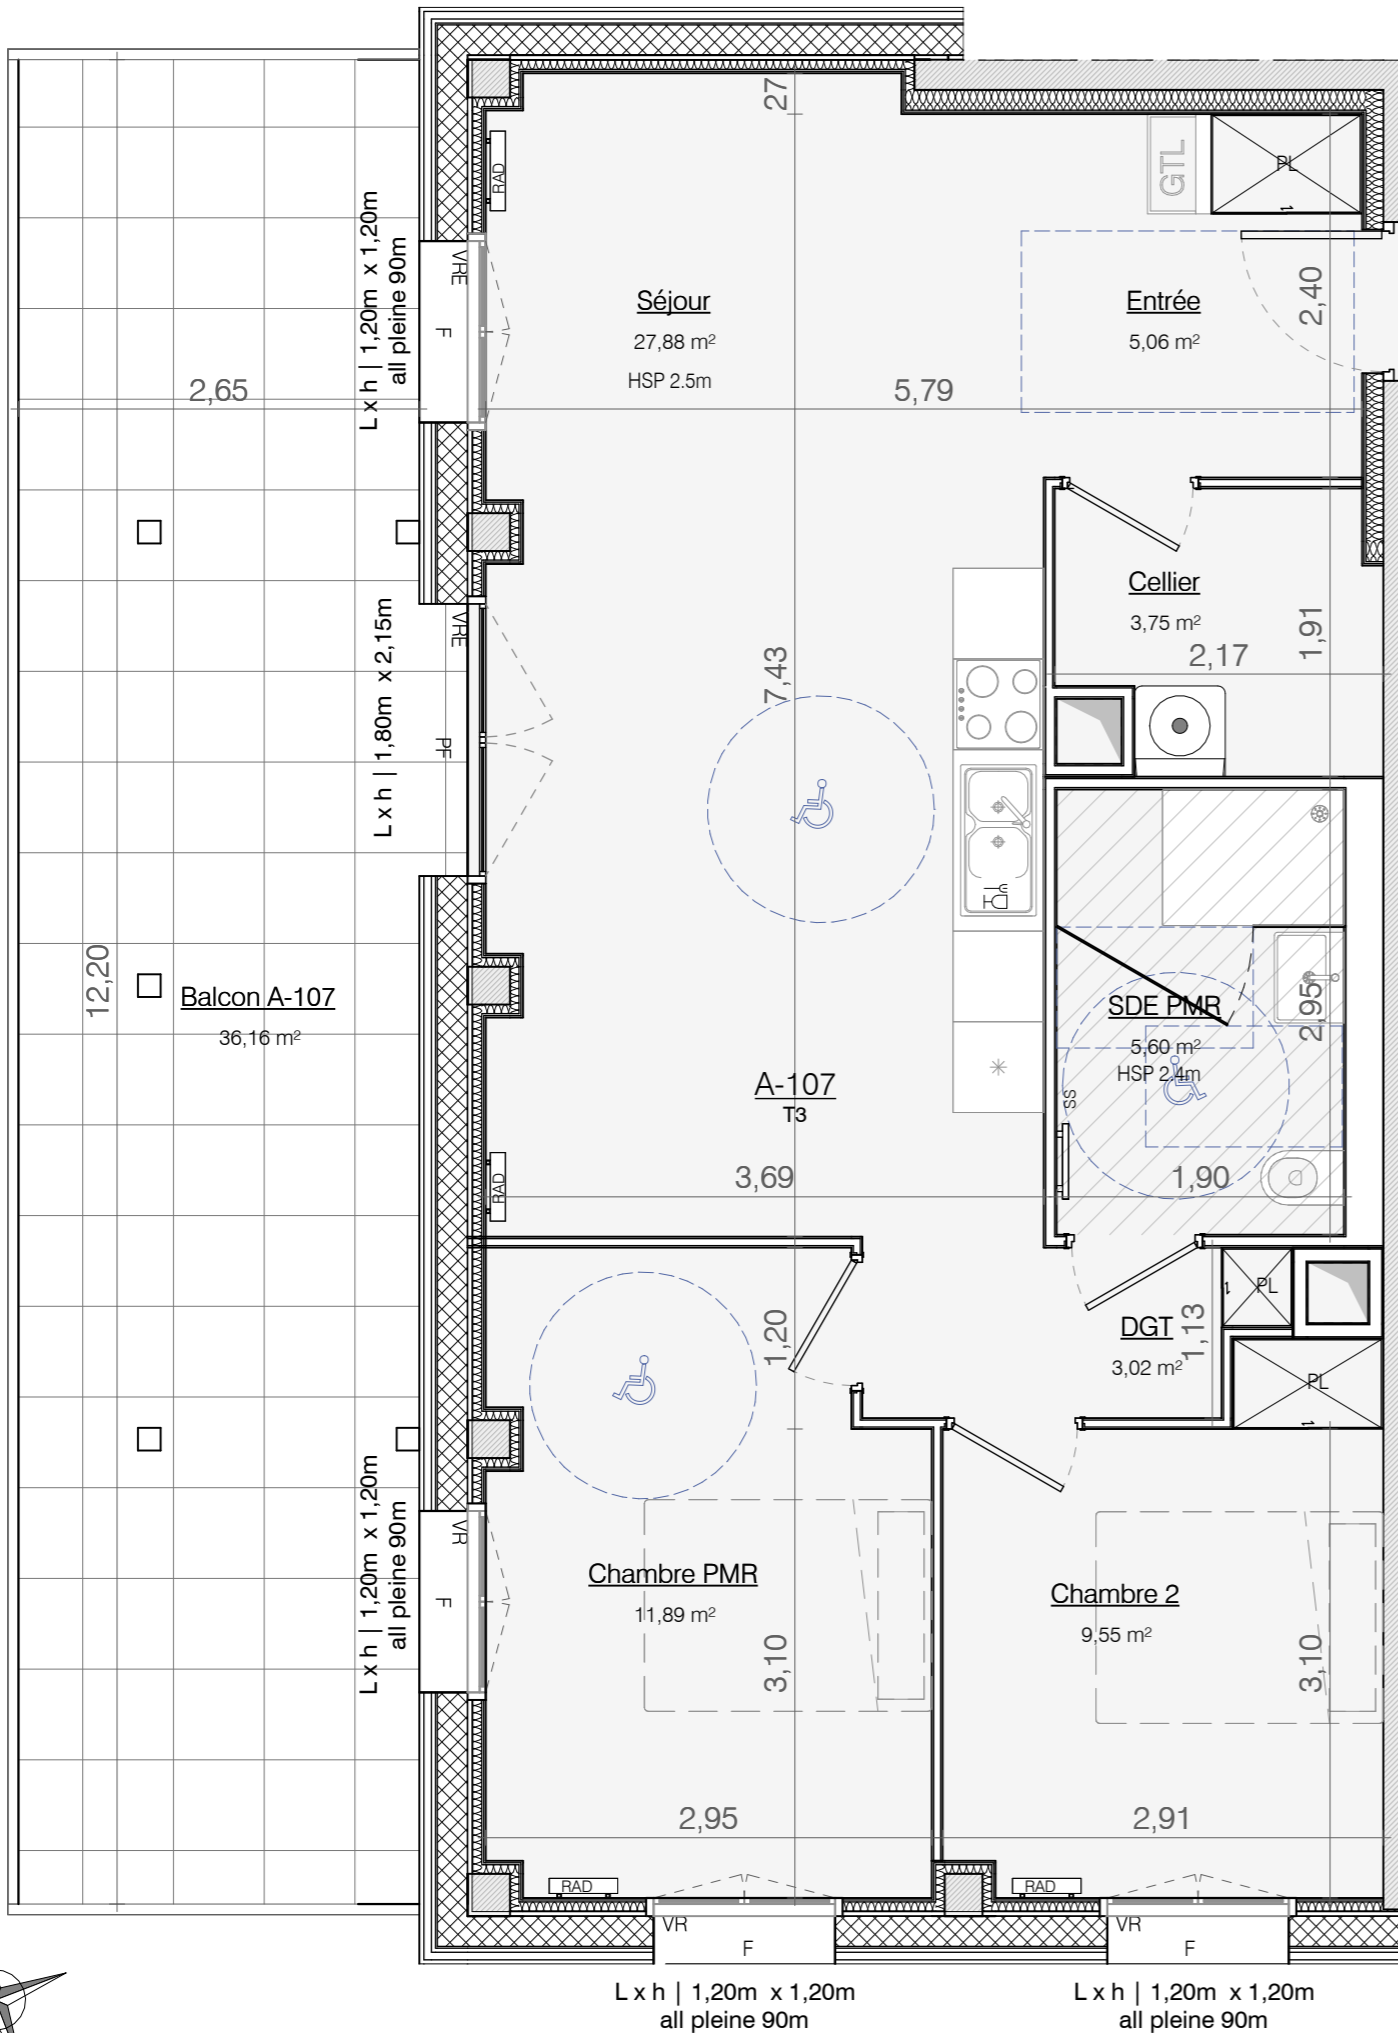 27
GTL
PL
RAD
L x h | 1,20m x 1,20m
all pleine 90m
VRE
F
Séjour
27,88 m²
HSP 2.5m
Entrée
5,06 m²
2,40
2,65
5,79
Cellier
3,75 m²
2,17
1,91
L x h | 1,80m x 2,15m
VRE
PF
7,43
12,20
Balcon A-107
36,16 m²
SDE PMR
5,60 m²
HSP 2.4m
2,95
SS
A-107
T3
3,69
1,90
RAD
1,20
DGT
3,02 m²
1,13
PL
PL
L x h | 1,20m x 1,20m
all pleine 90m
VR
F
Chambre PMR
11,89 m²
3,10
Chambre 2
9,55 m²
3,10
2,95
2,91
RAD
RAD
VR
F
VR
F
L x h | 1,20m x 1,20m
all pleine 90m
L x h | 1,20m x 1,20m
all pleine 90m